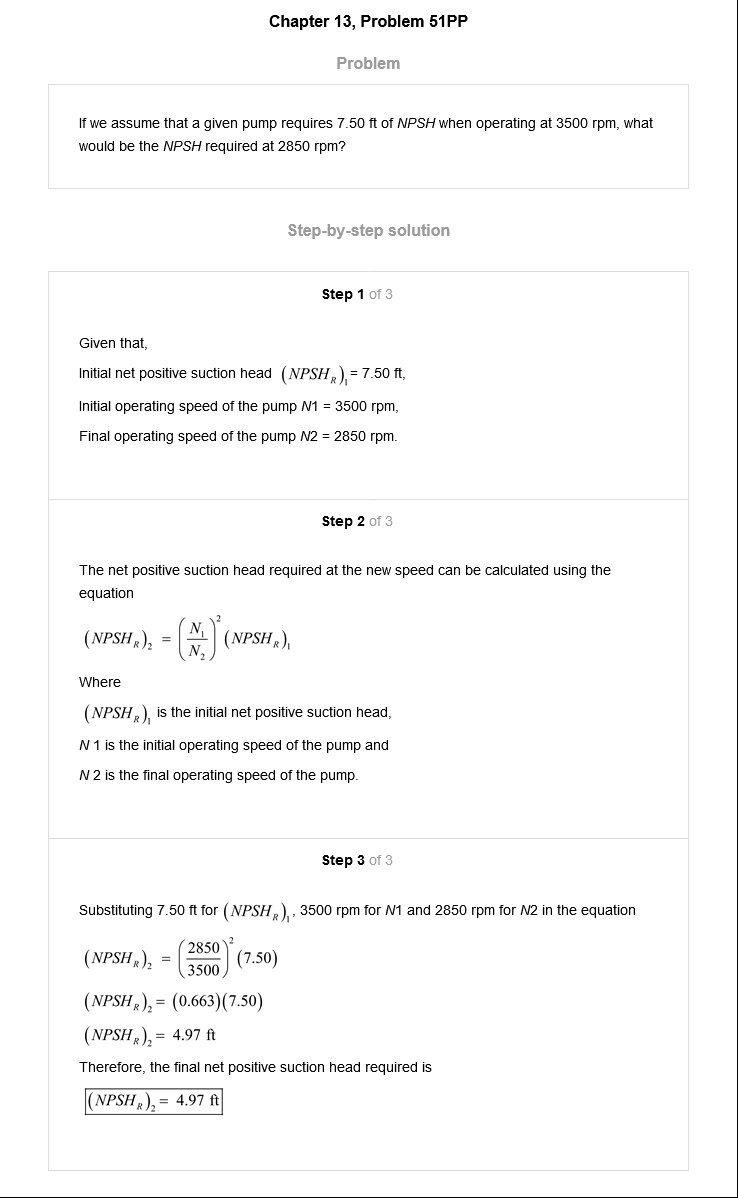 Chapter 13, Problem 51PP
Problem
If we assume that a given pump requires 7.50 ft of NPSH when operating at 3500 rpm, what
would be the NPSH required at 2850 rpm?
Step-by-step solution
Step 1 of 3
Given that,
Initial net positive suction head (NPSH_R)_1 = 7.50 ft,
Initial operating speed of the pump N1 = 3500 rpm,
Final operating speed of the pump N2 = 2850 rpm.
Step 2 of 3
The net positive suction head required at the new speed can be calculated using the
equation
(NPSH_R)_2 = (N_1/N_2)^2 (NPSH_R)_1
Where
(NPSH_R)_1 is the initial net positive suction head,
N 1 is the initial operating speed of the pump and
N 2 is the final operating speed of the pump.
Step 3 of 3
Substituting 7.50 ft for (NPSH_R)_1, 3500 rpm for N1 and 2850 rpm for N2 in the equation
(NPSH_R)_2 = (2850/3500)^2 (7.50)
(NPSH_R)_2 = (0.663)(7.50)
(NPSH_R)_2 = 4.97 ft
Therefore, the final net positive suction head required is
(NPSH_R)_2 = 4.97 ft